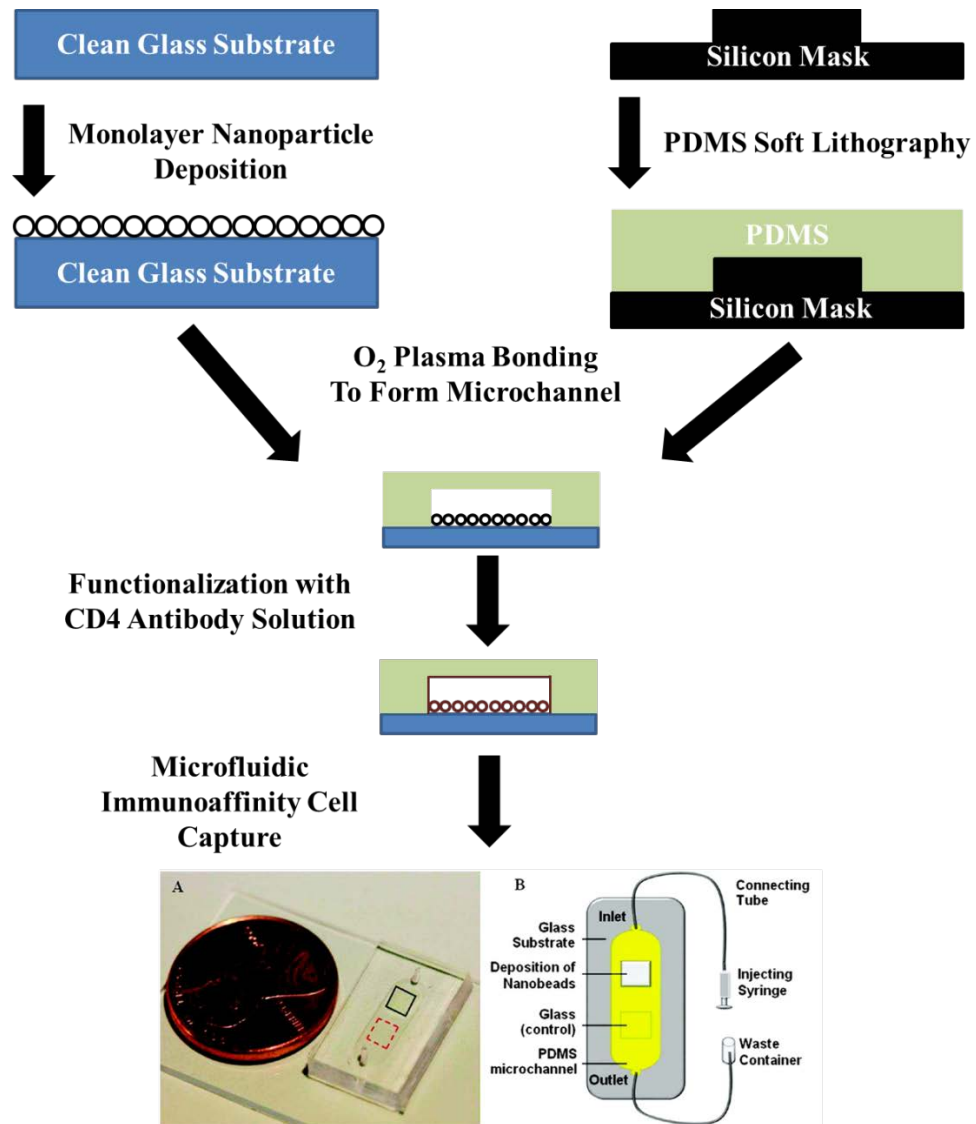 Clean Glass Substrate
Silicon Mask
Monolayer Nanoparticle
Deposition
PDMS Soft Lithography
Clean Glass Substrate
PDMS
Silicon Mask
O₂ Plasma Bonding
To Form Microchannel
Functionalization with
CD4 Antibody Solution
Microfluidic
Immunoaffinity Cell
Capture
A
B
Inlet
Connecting
Tube
Glass
Substrate
Deposition of
Nanobeads
Injecting
Syringe
Glass
(control)
PDMS
microchannel
Waste
Container
Outlet